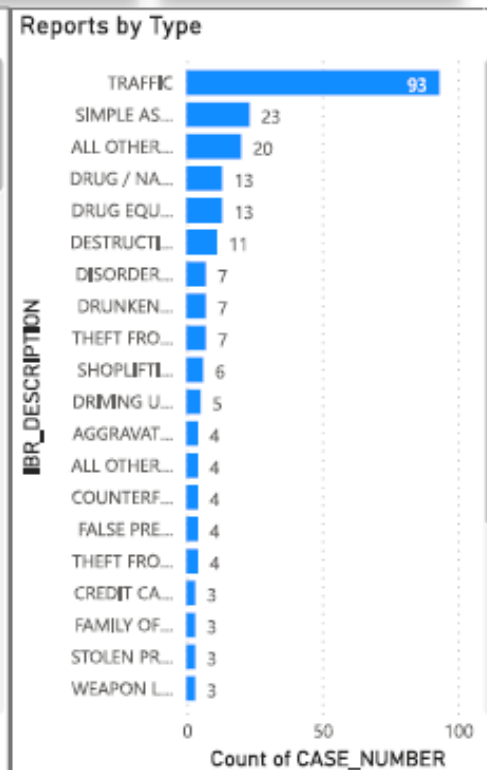 Reports by Type
IBR_DESCRIPTION
TRAFFIC 93
SIMPLE AS... 23
ALL OTHER... 20
DRUG / NA... 13
DRUG EQU... 13
DESTRUCTI... 11
DISORDER... 7
DRUNKEN... 7
THEFT FRO... 7
SHOPLIFTI... 6
DRIVING U... 5
AGGRAVAT... 4
ALL OTHER... 4
COUNTERF... 4
FALSE PRE... 4
THEFT FRO... 4
CREDIT CA... 3
FAMILY OF... 3
STOLEN PR... 3
WEAPON L... 3
0 50 100
Count of CASE_NUMBER